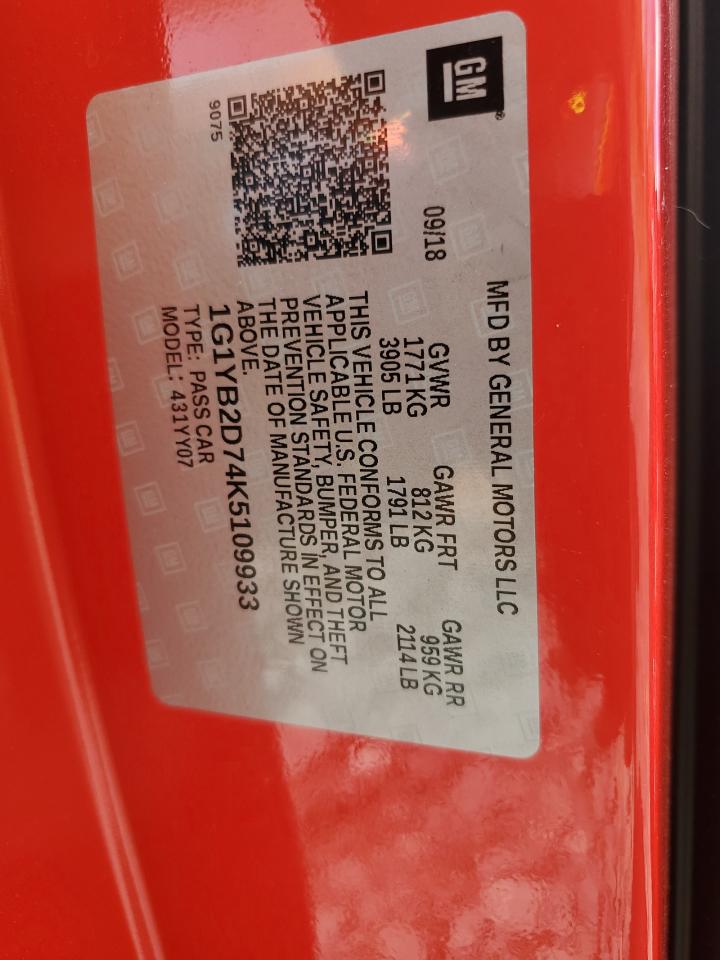 GM®
MFD BY GENERAL MOTORS LLC
09/18
GVWR GAWR FRT GAWR RR
1771 KG 812 KG 959 KG
3905 LB 1791 LB 2114 LB
THIS VEHICLE CONFORMS TO ALL
APPLICABLE U.S. FEDERAL MOTOR
VEHICLE SAFETY, BUMPER, AND THEFT
PREVENTION STANDARDS IN EFFECT ON
THE DATE OF MANUFACTURE SHOWN
ABOVE.
1G1YB2D74K5109933
TYPE: PASS CAR
MODEL: 431YY07
9075